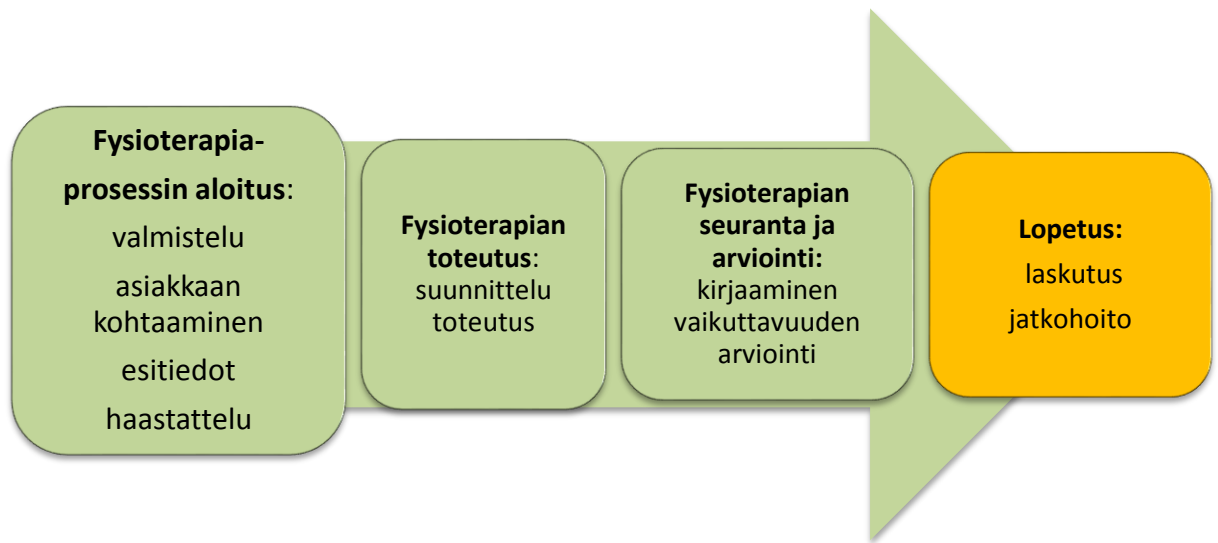 Fysioterapia-
prosessin aloitus:
valmistelu
asiakkaan
kohtaaminen
esitiedot
haastattelu
Fysioterapian
toteutus:
suunnittelu
toteutus
Fysioterapian
seuranta ja
arviointi:
kirjaaminen
vaikuttavuuden
arviointi
Lopetus:
laskutus
jatkohoito